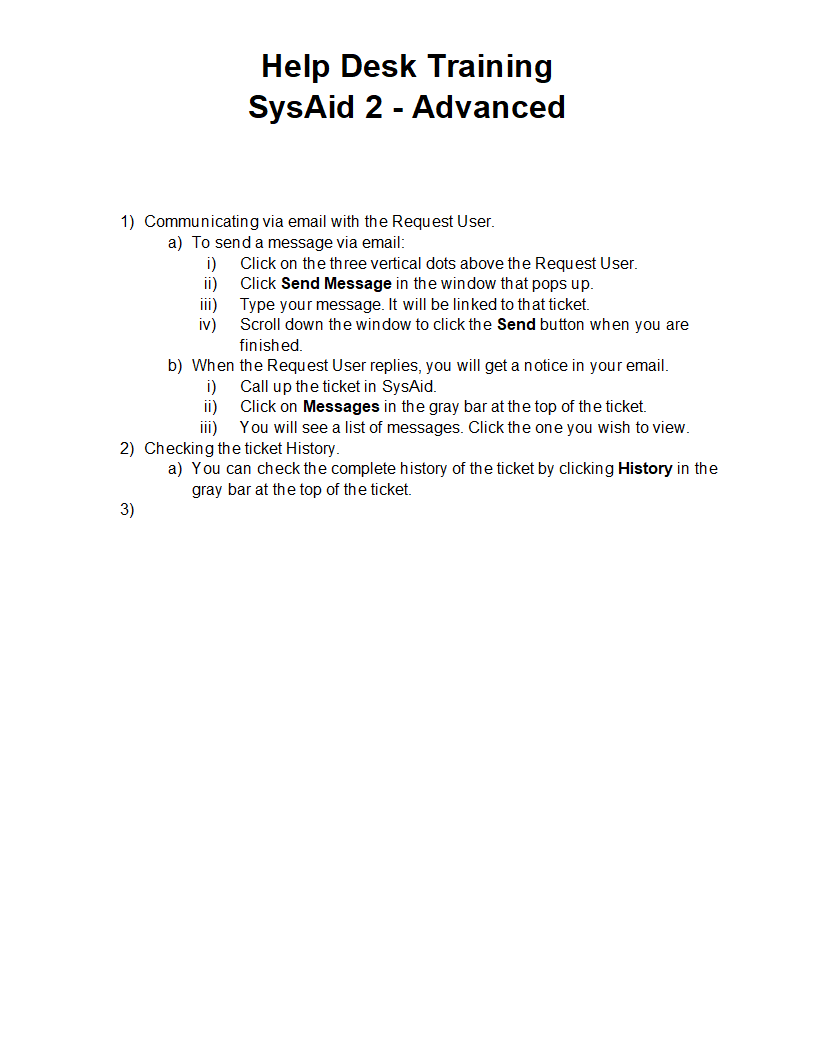 Help Desk Training
SysAid 2 - Advanced
1) Communicating via email with the Request User.
a) To send a message via email:
i) Click on the three vertical dots above the Request User.
ii) Click Send Message in the window that pops up.
iii) Type your message. It will be linked to that ticket.
iv) Scroll down the window to click the Send button when you are
finished.
b) When the Request User replies, you will get a notice in your email.
i) Call up the ticket in SysAid.
ii) Click on Messages in the gray bar at the top of the ticket.
iii) You will see a list of messages. Click the one you wish to view.
2) Checking the ticket History.
a) You can check the complete history of the ticket by clicking History in the
gray bar at the top of the ticket.
3)